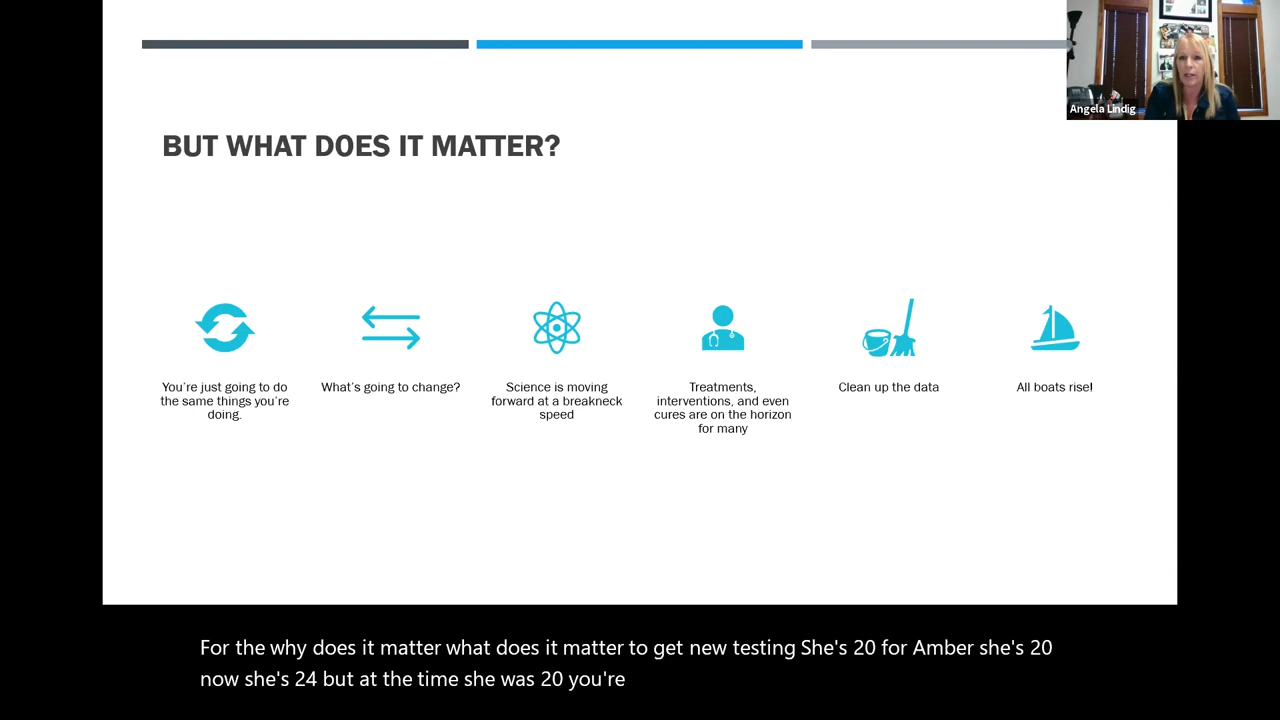 Angela Lindig
BUT WHAT DOES IT MATTER?
You're just going to do
the same things you're
doing.
What's going to change?
Science is moving
forward at a breakneck
speed
Treatments,
interventions, and even
cures are on the horizon
for many
Clean up the data
All boats rise!
For the why does it matter what does it matter to get new testing She's 20 for Amber she's 20
now she's 24 but at the time she was 20 you're